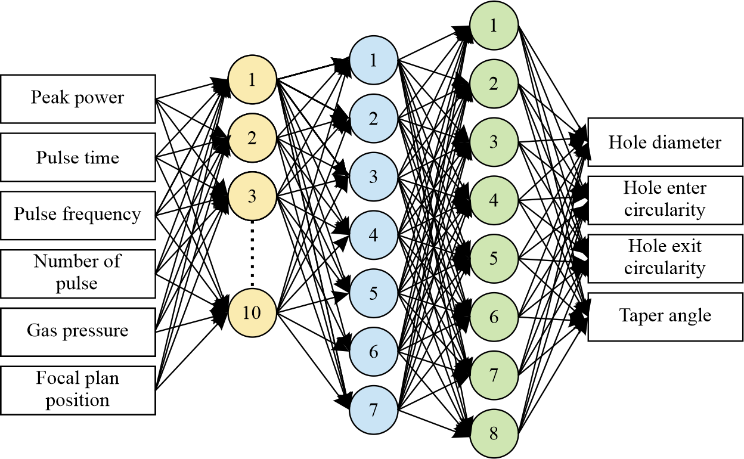 Peak power
Pulse time
Pulse frequency
Number of
pulse
Gas pressure
Focal plan
position
1
2
3
10
1
2
3
4
5
6
7
1
2
3
4
5
6
7
8
Hole diameter
Hole enter
circularity
Hole exit
circularity
Taper angle